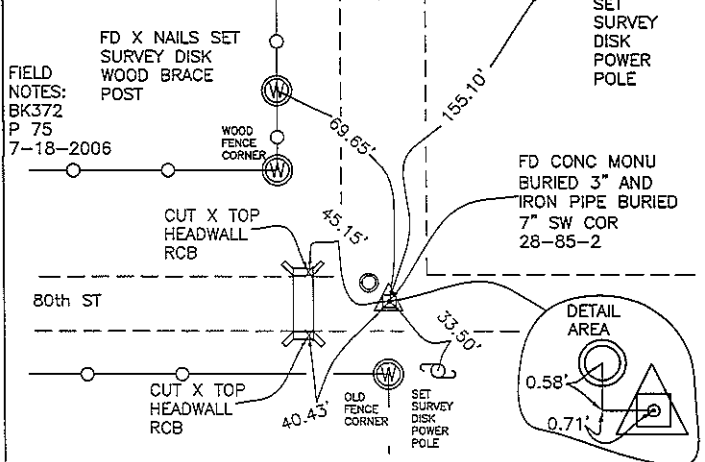 FD X NAILS SET
SURVEY DISK
WOOD BRACE
POST
FIELD
NOTES:
BK372
P 75
7-18-2006
SET
SURVEY
DISK
POWER
POLE
155.10'
69.65'
WOOD
FENCE
CORNER
W
W
FD CONC MONU
BURIED 3" AND
IRON PIPE BURIED
7" SW COR
28-85-2
CUT X TOP
HEADWALL
RCB
45.15'
80th ST
33.50'
DETAIL
AREA
0.58'
0.71'
CUT X TOP
HEADWALL
RCB
40.43'
OLD
FENCE
CORNER
W
SET
SURVEY
DISK
POWER
POLE